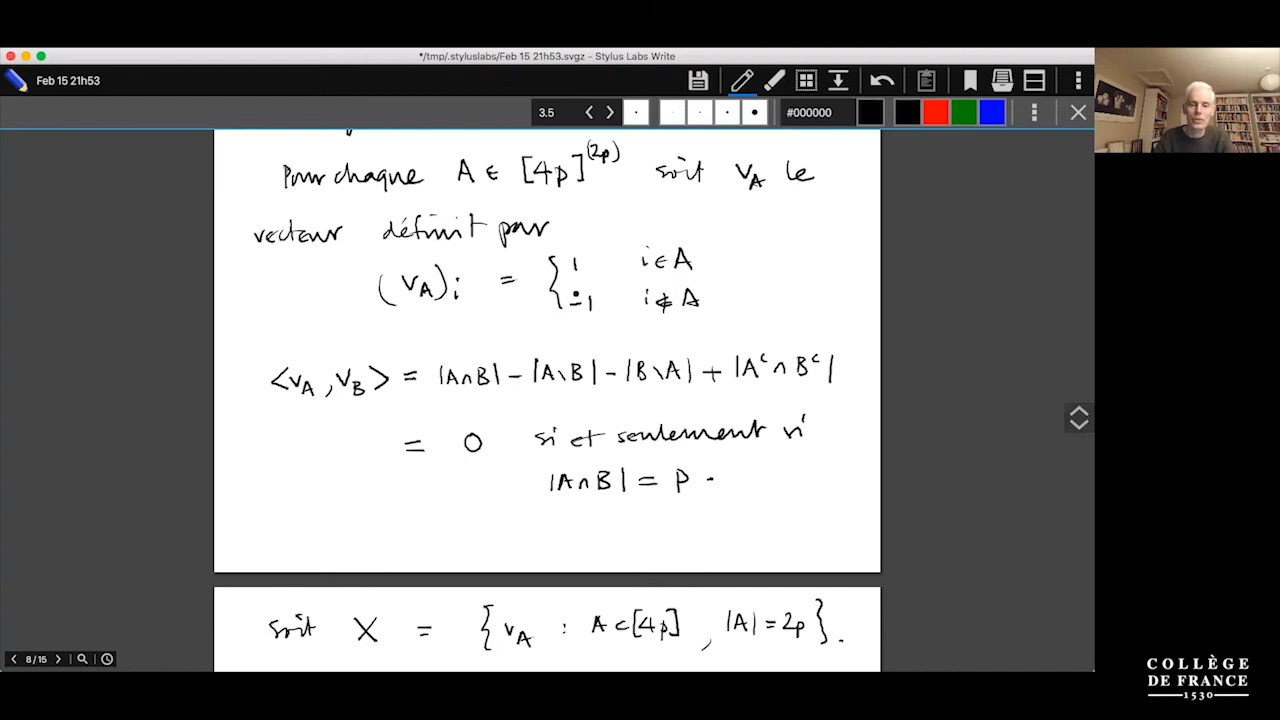 */tmp/.styluslabs/Feb 15 21h53.svgz - Stylus Labs Write
Feb 15 21h53
3.5
#000000
Pour chaque A ∈ [4p]^(2p) soit v_A le
vecteur définit par
(v_A)_i = { 1 i ∈ A
-1 i ∉ A
<v_A, v_B> = |A∩B| - |A\B| - |B\A| + |A^c ∩ B^c|
= 0 si et seulement si
|A∩B| = p.
soit X = { v_A : A ⊂ [4p], |A| = 2p }.
8/15
COLLÈGE
DE FRANCE
1530